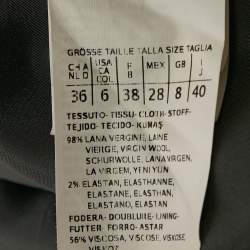 GRÖSSE TAILLE TALLA SIZE TAGLIA
CH A USA F MEX GB I
NL D CA CO B J
36 6 38 28 8 40
TESSUTO-TISSU-CLOTH-STOFF-
TEJIDO-TECIDO-KUMAŞ
98% LANA VERGINE, LAINE
VIERGE, VIRGIN WOOL,
SCHURWOLLE, LANA VIRGEN,
LA VIRGEN, YENİ YÜN
2% ELASTAN, ELASTHANNE,
ELASTANE, ELASTHAN,
ELASTANO, ELASTAN
FODERA-DOUBLURE-LINING-
FUTTER-FORRO-ASTAR
56% VISCOSA, VISCOSE, VISKOSE,